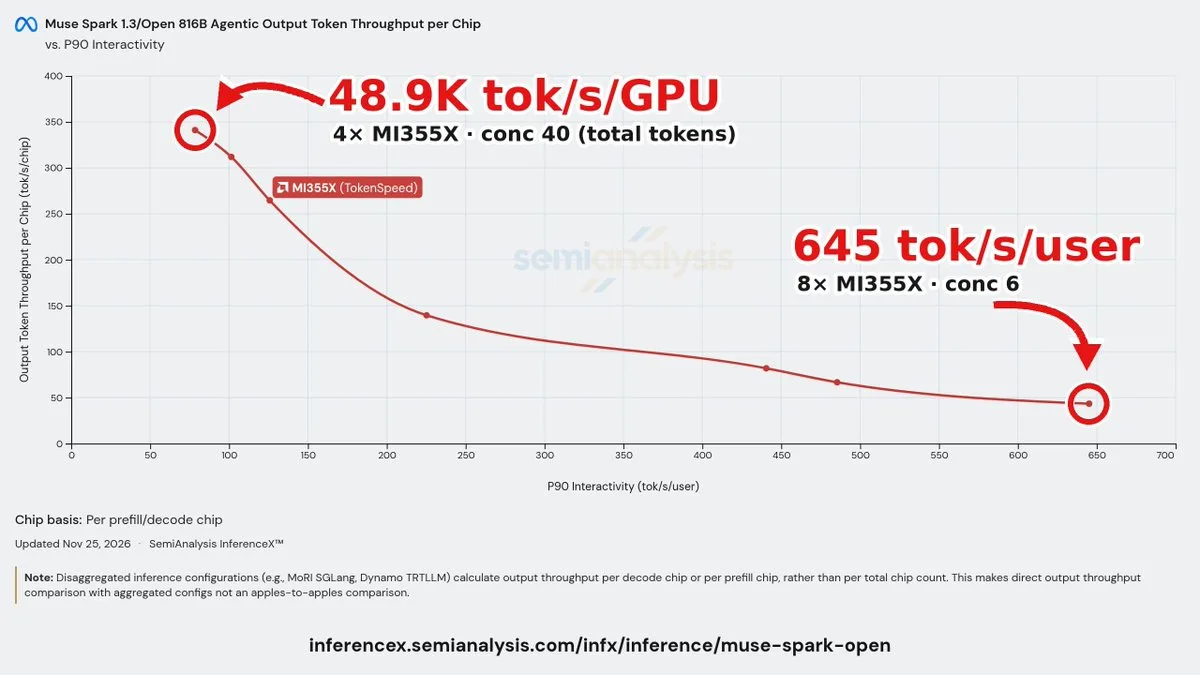 Muse Spark 1.3/Open 816B Agentic Output Token Throughput per Chip
vs. P90 Interactivity
48.9K tok/s/GPU
4× MI355X · conc 40 (total tokens)
MI355X (TokenSpeed)
645 tok/s/user
8× MI355X · conc 6
semianalysis
Output Token Throughput per Chip (tok/s/chip)
400
350
300
250
200
150
100
50
0
0 50 100 150 200 250 300 350 400 450 500 550 600 650 700
P90 Interactivity (tok/s/user)
Chip basis: Per prefill/decode chip
Updated Nov 25, 2026 · SemiAnalysis InferenceX™
Note: Disaggregated inference configurations (e.g., MoRI SGLang, Dynamo TRTLLM) calculate output throughput per decode chip or per prefill chip, rather than per total chip count. This makes direct output throughput
comparison with aggregated configs not an apples-to-apples comparison.
inferencex.semianalysis.com/infx/inference/muse-spark-open